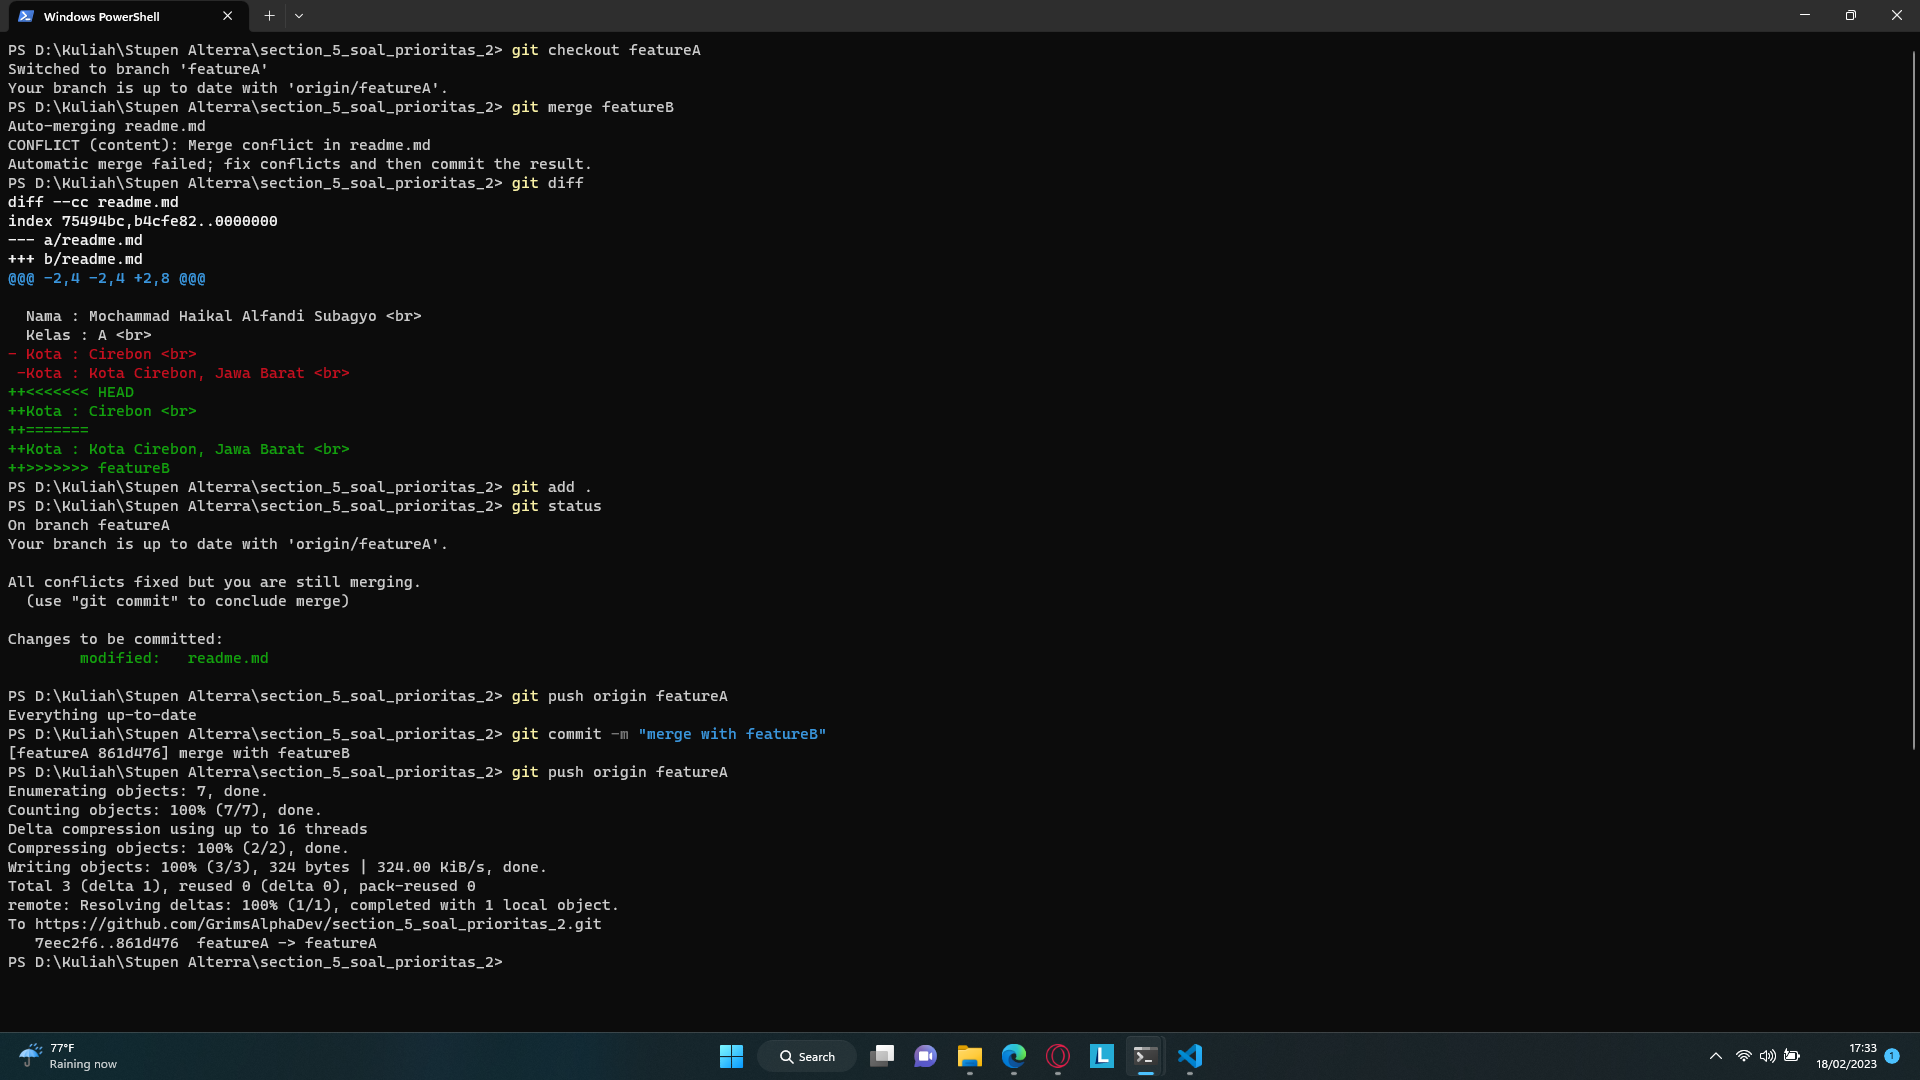 Windows PowerShell
PS D:\Kuliah\Stupen Alterra\section_5_soal_prioritas_2> git checkout featureA
Switched to branch 'featureA'
Your branch is up to date with 'origin/featureA'.
PS D:\Kuliah\Stupen Alterra\section_5_soal_prioritas_2> git merge featureB
Auto-merging readme.md
CONFLICT (content): Merge conflict in readme.md
Automatic merge failed; fix conflicts and then commit the result.
PS D:\Kuliah\Stupen Alterra\section_5_soal_prioritas_2> git diff
diff --cc readme.md
index 75494bc,b4cfe82..0000000
--- a/readme.md
+++ b/readme.md
@@@ -2,4 -2,4 +2,8 @@@
  Nama : Mochammad Haikal Alfandi Subagyo <br>
  Kelas : A <br>
- Kota : Cirebon <br>
 -Kota : Kota Cirebon, Jawa Barat <br>
++<<<<<<< HEAD
++Kota : Cirebon <br>
++=======
++Kota : Kota Cirebon, Jawa Barat <br>
++>>>>>>> featureB
PS D:\Kuliah\Stupen Alterra\section_5_soal_prioritas_2> git add .
PS D:\Kuliah\Stupen Alterra\section_5_soal_prioritas_2> git status
On branch featureA
Your branch is up to date with 'origin/featureA'.
All conflicts fixed but you are still merging.
  (use "git commit" to conclude merge)
Changes to be committed:
        modified:   readme.md
PS D:\Kuliah\Stupen Alterra\section_5_soal_prioritas_2> git push origin featureA
Everything up-to-date
PS D:\Kuliah\Stupen Alterra\section_5_soal_prioritas_2> git commit -m "merge with featureB"
[featureA 861d476] merge with featureB
PS D:\Kuliah\Stupen Alterra\section_5_soal_prioritas_2> git push origin featureA
Enumerating objects: 7, done.
Counting objects: 100% (7/7), done.
Delta compression using up to 16 threads
Compressing objects: 100% (2/2), done.
Writing objects: 100% (3/3), 324 bytes | 324.00 KiB/s, done.
Total 3 (delta 1), reused 0 (delta 0), pack-reused 0
remote: Resolving deltas: 100% (1/1), completed with 1 local object.
To https://github.com/GrimsAlphaDev/section_5_soal_prioritas_2.git
   7eec2f6..861d476  featureA -> featureA
PS D:\Kuliah\Stupen Alterra\section_5_soal_prioritas_2>
77°F
Raining now
Search
L
17:33
18/02/2023
1